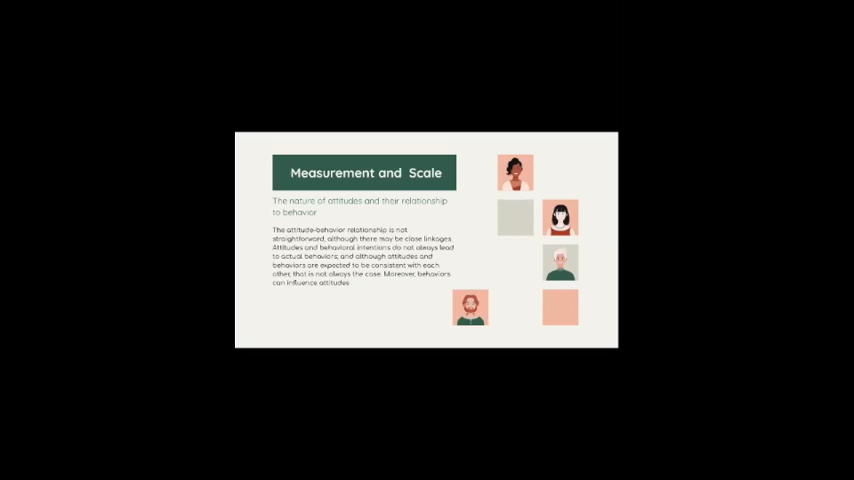 Measurement and Scale
The nature of attitudes and their relationship
to behavior
The attitude-behavior relationship is not
straightforward, although there may be close linkages.
Attitudes and behavioral intentions do not always lead
to actual behaviors; and although attitudes and
behaviors are expected to be consistent with each
other, that is not always the case. Moreover, behaviors
can influence attitudes